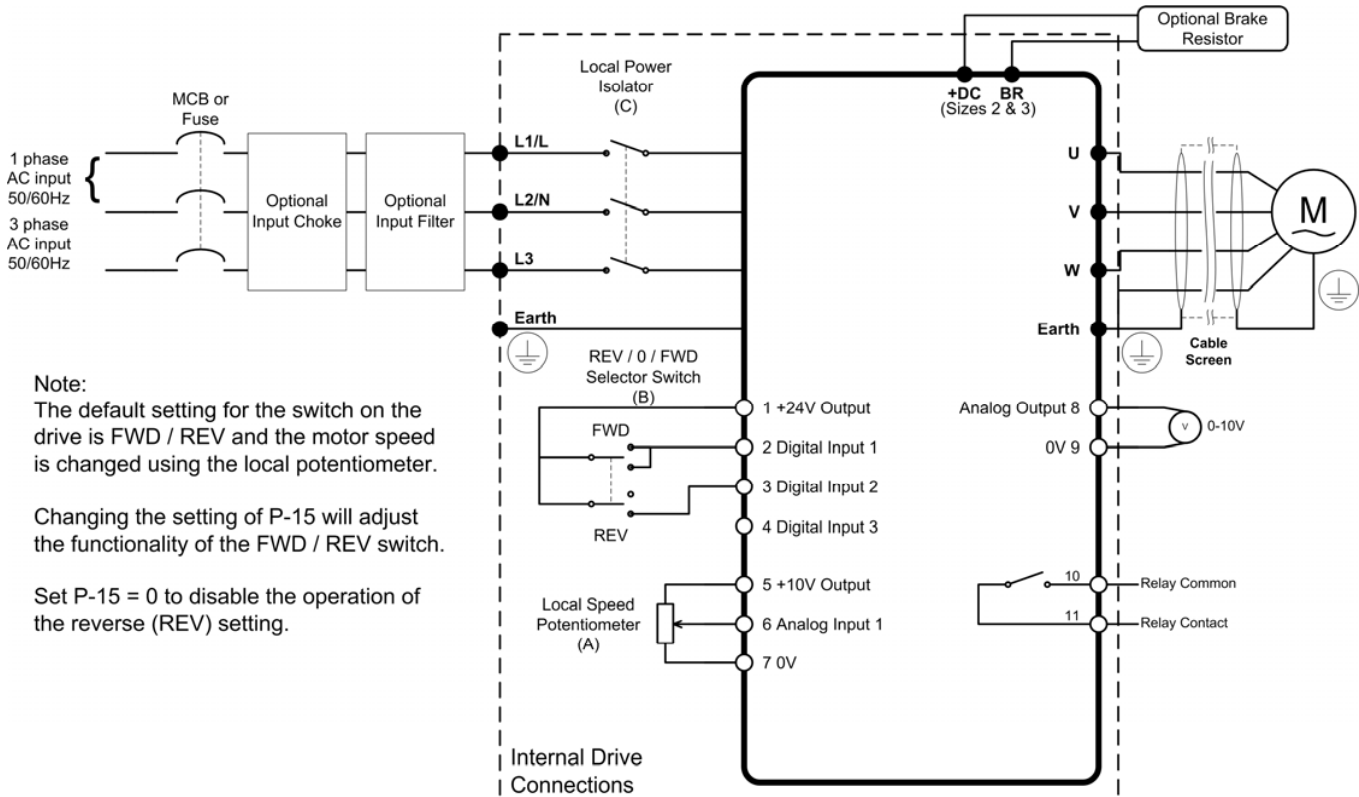 Optional Brake
Resistor
Local Power
Isolator
(C)
+DC BR
(Sizes 2 & 3)
MCB or
Fuse
1 phase
AC input
50/60Hz
{
3 phase
AC input
50/60Hz
Optional
Input Choke
Optional
Input Filter
L1/L
L2/N
L3
Earth
U
V
W
Earth
M
Cable
Screen
Note:
The default setting for the switch on the
drive is FWD / REV and the motor speed
is changed using the local potentiometer.
Changing the setting of P-15 will adjust
the functionality of the FWD / REV switch.
Set P-15 = 0 to disable the operation of
the reverse (REV) setting.
REV / 0 / FWD
Selector Switch
(B)
FWD
REV
1 +24V Output
2 Digital Input 1
3 Digital Input 2
4 Digital Input 3
Local Speed
Potentiometer
(A)
5 +10V Output
6 Analog Input 1
7 0V
Analog Output 8
0V 9
V
0-10V
10
Relay Common
11
Relay Contact
Internal Drive
Connections